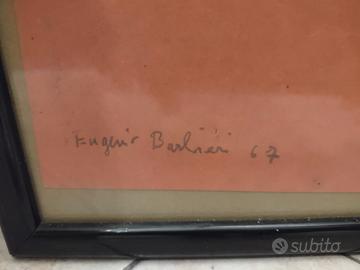 Eugenio Barbieri 67
subito